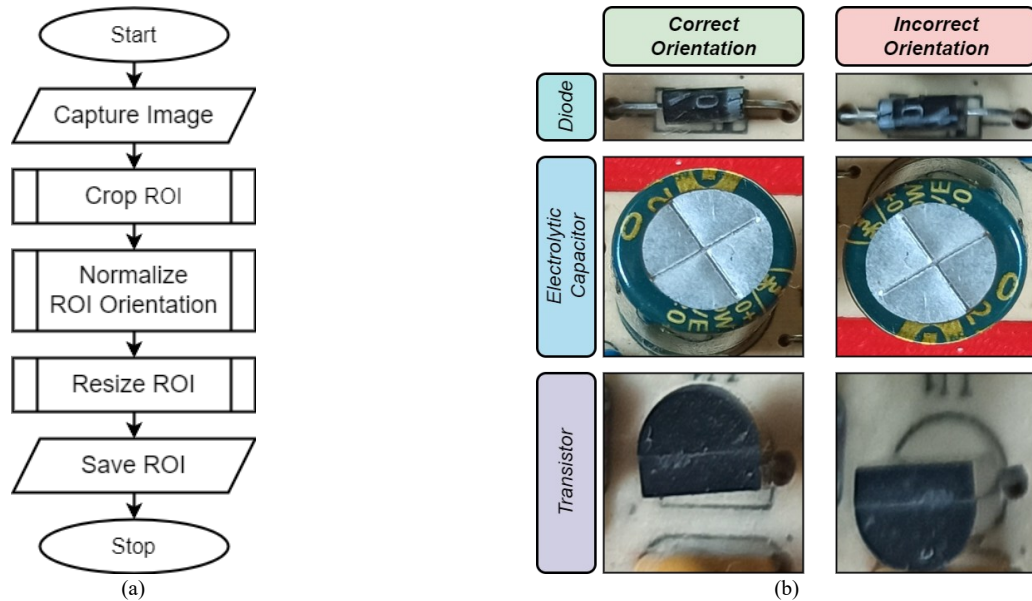 Start
Capture Image
Crop ROI
Normalize
ROI Orientation
Resize ROI
Save ROI
Stop
(a)
Correct
Orientation
Incorrect
Orientation
Diode
Electrolytic
Capacitor
Transistor
(b)